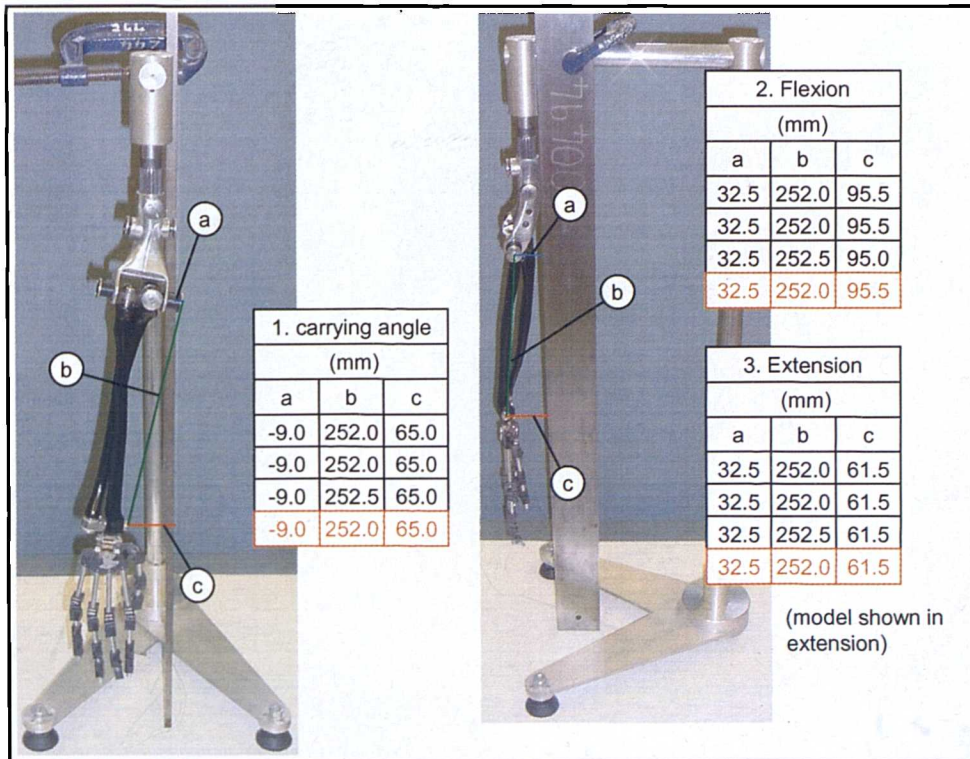 a
b
c
1. carrying angle
(mm)
a b c
-9.0 252.0 65.0
-9.0 252.0 65.0
-9.0 252.5 65.0
-9.0 252.0 65.0
a
b
c
2. Flexion
(mm)
a b c
32.5 252.0 95.5
32.5 252.0 95.5
32.5 252.5 95.0
32.5 252.0 95.5
3. Extension
(mm)
a b c
32.5 252.0 61.5
32.5 252.0 61.5
32.5 252.5 61.5
32.5 252.0 61.5
(model shown in
extension)